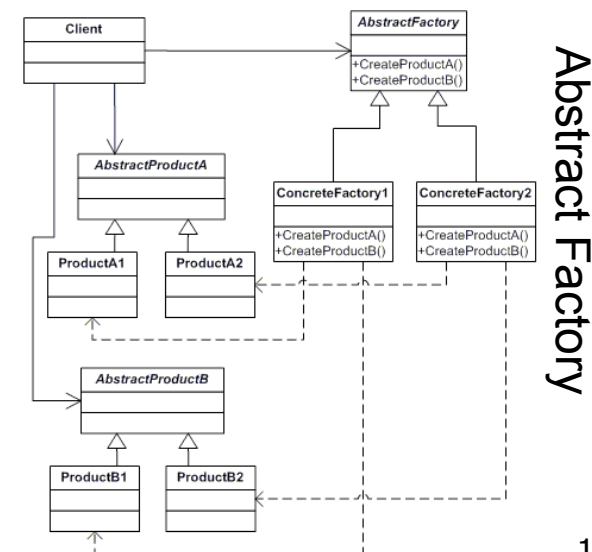 Client
AbstractFactory
+CreateProductA()
+CreateProductB()
AbstractProductA
ConcreteFactory1
+CreateProductA()
+CreateProductB()
ConcreteFactory2
+CreateProductA()
+CreateProductB()
ProductA1
ProductA2
AbstractProductB
ProductB1
ProductB2
Abstract Factory
1